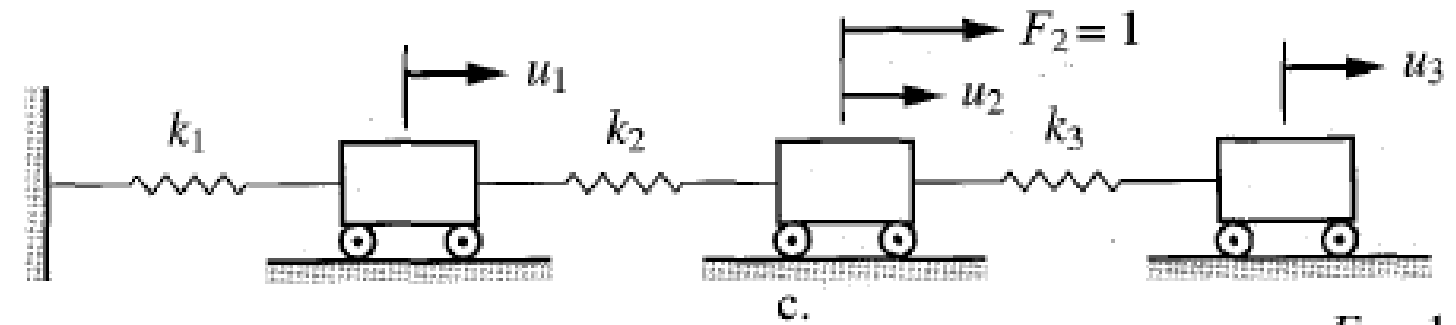 F₂ = 1
u₁
u₂
u₃
k₁
k₂
k₃
c.